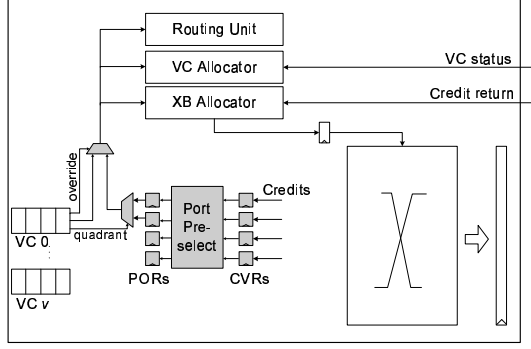 Routing Unit
VC Allocator
VC status
XB Allocator
Credit return
override
Credits
Port
Pre-
select
VC 0
quadrant
PORs
CVRs
VC v